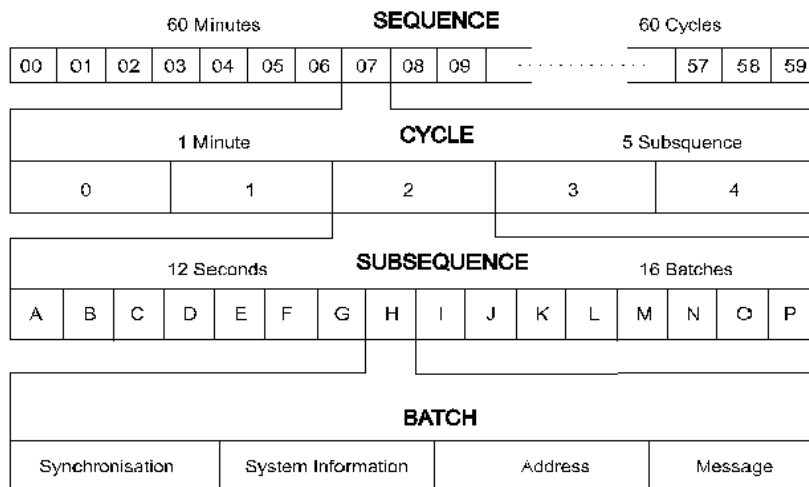 60 Minutes SEQUENCE 60 Cycles
00 01 02 03 04 05 06 07 08 09 ............ 57 58 59
1 Minute CYCLE 5 Subsquence
0 1 2 3 4
12 Seconds SUBSEQUENCE 16 Batches
A B C D E F G H I J K L M N O P
BATCH
Synchronisation System Information Address Message